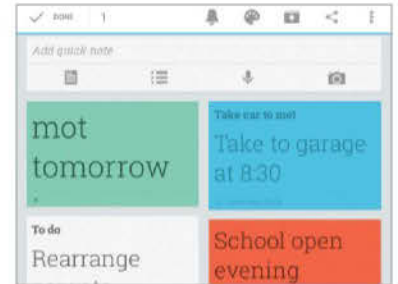 DONE 1
Add quick note
mot
tomorrow
Take car to mot
Take to garage
at 8:30
To do
Rearrange
School open
evening